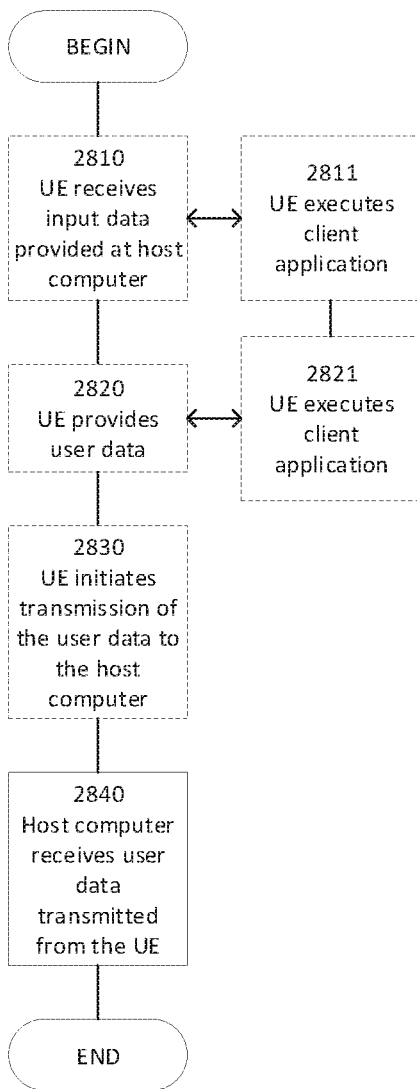 BEGIN
2810
UE receives
input data
provided at host
computer
2811
UE executes
client
application
2820
UE provides
user data
2821
UE executes
client
application
2830
UE initiates
transmission of
the user data to
the host
computer
2840
Host computer
receives user
data
transmitted
from the UE
END